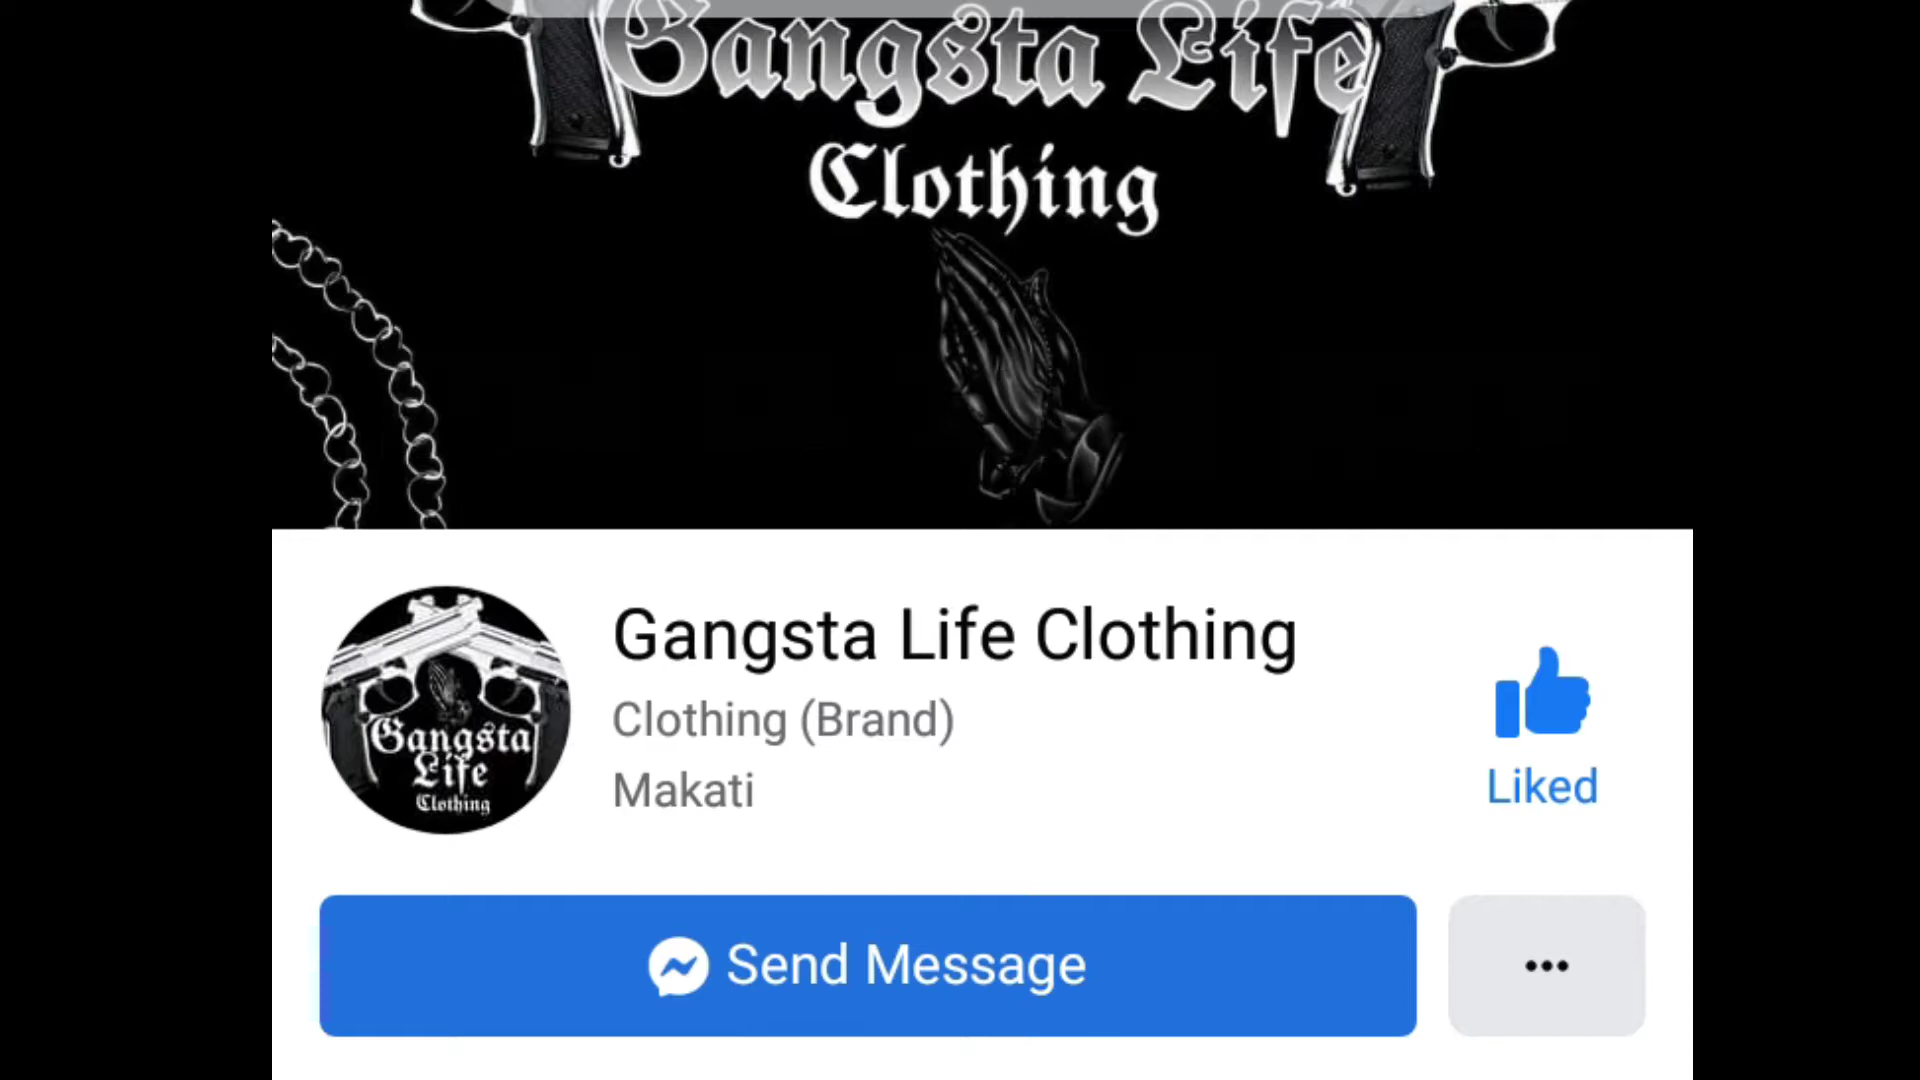 Gangsta Life
Clothing
Gangsta
Life
Clothing
Gangsta Life Clothing
Clothing (Brand)
Makati
Liked
Send Message